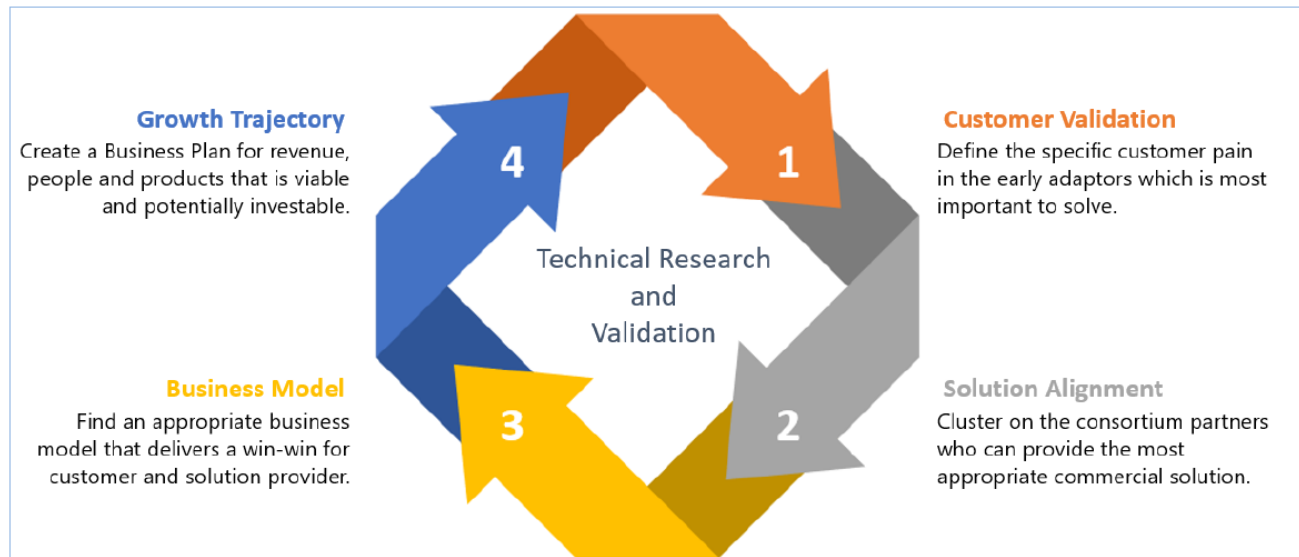 Growth Trajectory
Create a Business Plan for revenue,
people and products that is viable
and potentially investable.
4
1
Customer Validation
Define the specific customer pain
in the early adaptors which is most
important to solve.
Technical Research
and
Validation
Business Model
Find an appropriate business
model that delivers a win-win for
customer and solution provider.
3
2
Solution Alignment
Cluster on the consortium partners
who can provide the most
appropriate commercial solution.